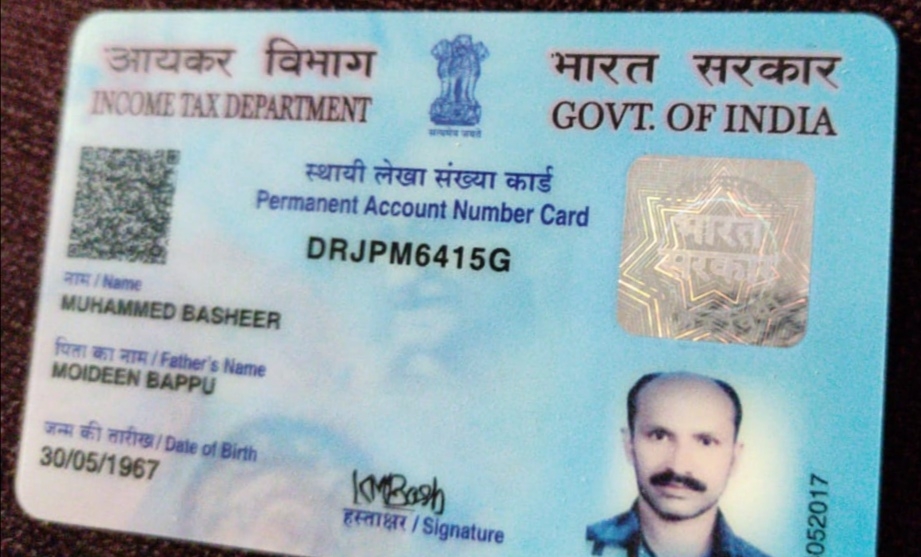 आयकर विभाग
INCOME TAX DEPARTMENT
सत्यमेव जयते
भारत सरकार
GOVT. OF INDIA
स्थायी लेखा संख्या कार्ड
Permanent Account Number Card
DRJPM6415G
भारत
सरकार
नाम / Name
MUHAMMED BASHEER
पिता का नाम / Father's Name
MOIDEEN BAPPU
जन्म की तारीख / Date of Birth
30/05/1967
KMBash
हस्ताक्षर / Signature
052017